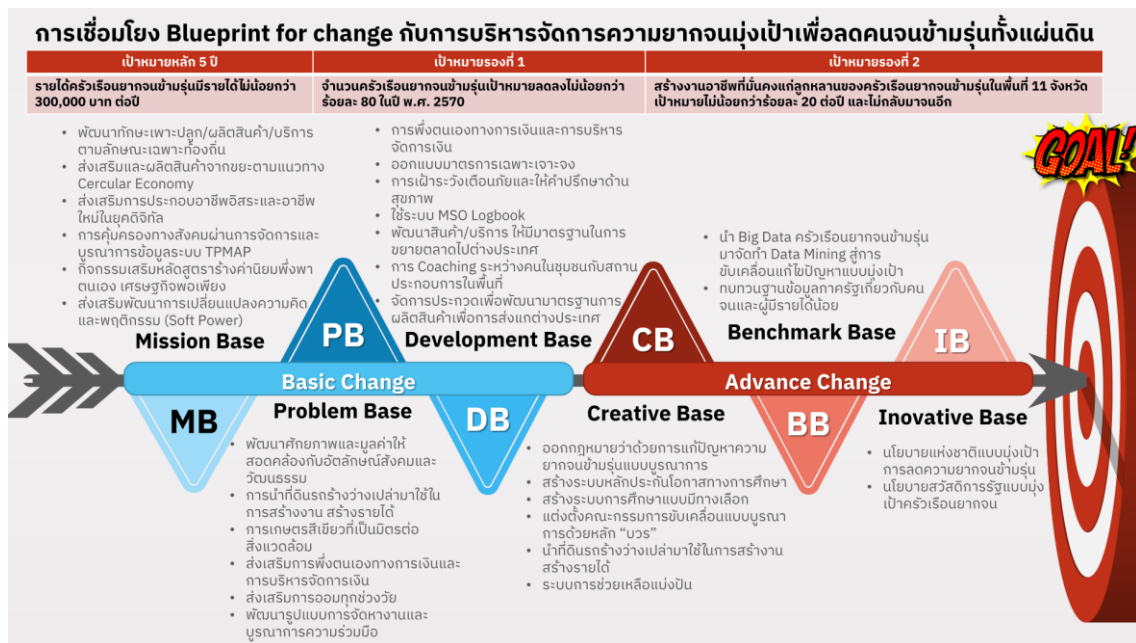 การเชื่อมโยง Blueprint for change กับการบริหารจัดการความยากจนมุ่งเป้าเพื่อลดคนจนข้ามรุ่นทั้งแผ่นดิน
เป้าหมายหลัก 5 ปี
เป้าหมายรองที่ 1
เป้าหมายรองที่ 2
รายได้ครัวเรือนยากจนข้ามรุ่นมีรายได้ไม่น้อยกว่า
300,000 บาท ต่อปี
จำนวนครัวเรือนยากจนข้ามรุ่นเป้าหมายลดลงไม่น้อยกว่า
ร้อยละ 80 ในปี พ.ศ. 2570
สร้างงานอาชีพที่มั่นคงแก่ลูกหลานของครัวเรือนยากจนข้ามรุ่นในพื้นที่ 11 จังหวัด
เป้าหมายไม่น้อยกว่าร้อยละ 20 ต่อปี และไม่กลับมาจนอีก
• พัฒนาทักษะเพาะปลูก/ผลิตสินค้า/บริการ
ตามลักษณะเฉพาะท้องถิ่น
• ส่งเสริมและผลิตสินค้าจากขยะตามแนวทาง
Cercular Economy
• ส่งเสริมการประกอบอาชีพอิสระและอาชีพ
ใหม่ในยุคดิจิทัล
• การคุ้มครองทางสังคมผ่านการจัดการและ
บูรณาการข้อมูลระบบ TPMAP
• กิจกรรมเสริมหลัดสูตราร้างค่านิยมพึ่งพา
ตนเอง เศรษฐกิจพอเพียง
• ส่งเสริมพัฒนาการเปลี่ยนแปลงความคิด
และพฤติกรรม (Soft Power)
Mission Base
• การพึ่งตนเองทางการเงินและการบริหาร
จัดการเงิน
• ออกแบบมาตรการเฉพาะเจาะจง
• การเฝ้าระวังเตือนภัยและให้คำปรึกษาด้าน
สุขภาพ
• ใช้ระบบ MSO Logbook
• พัฒนาสินค้า/บริการ ให้มีมาตรฐานในการ
ขยายตลาดไปต่างประเทศ
• การ Coaching ระหว่างคนในชุมชนกับสถาน
ประกอบการในพื้นที่
• จัดการประกวดเพื่อพัฒนามาตรฐานการ
ผลิตสินค้าเพื่อการส่งแกต่างประเทศ
Development Base
• นำ Big Data ครัวเรือนยากจนข้ามรุ่น
มาจัดทำ Data Mining สู่การ
ขับเคลื่อนแก้ไขปัญหาแบบมุ่งเป้า
• ทบทวนฐานข้อมูลภาครัฐเกี่ยวกับคน
จนและผู้มีรายได้น้อย
Benchmark Base
GOAL!
PB
CB
IB
Basic Change
Advance Change
MB
DB
BB
Problem Base
• พัฒนาศักยภาพและมูลค่าให้
สอดคล้องกับอัตลักษณ์สังคมและ
วัฒนธรรม
• การนำที่ดินรกร้างว่างเปล่ามาใช้ใน
การสร้างงาน สร้างรายได้
• การเกษตรสีเขียวที่เป็นมิตรต่อ
สิ่งแวดล้อม
• ส่งเสริมการพึ่งตนเองทางการเงินและ
การบริหารจัดการเงิน
• ส่งเสริมการออมทุกช่วงวัย
• พัฒนารูปแบบการจัดหางานและ
บูรณาการความร่วมมือ
Creative Base
• ออกกฎหมายว่าด้วยการแก้ปัญหาความ
ยากจนข้ามรุ่นแบบบูรณาการ
• สร้างระบบหลักประกันโอกาสทางการศึกษา
• สร้างระบบการศึกษาแบบมีทางเลือก
• แต่งตั้งคณะกรรมการขับเคลื่อนแบบบูรณา
การด้วยหลัก “บวร”
• นำที่ดินรกร้างว่างเปล่ามาใช้ในการสร้างงาน
สร้างรายได้
• ระบบการช่วยเหลือแบ่งปัน
Inovative Base
• นโยบายแห่งชาติแบบมุ่งเป้า
การลดความยากจนข้ามรุ่น
• นโยบายสวัสดิการรัฐแบบมุ่ง
เป้าครัวเรือนยากจน